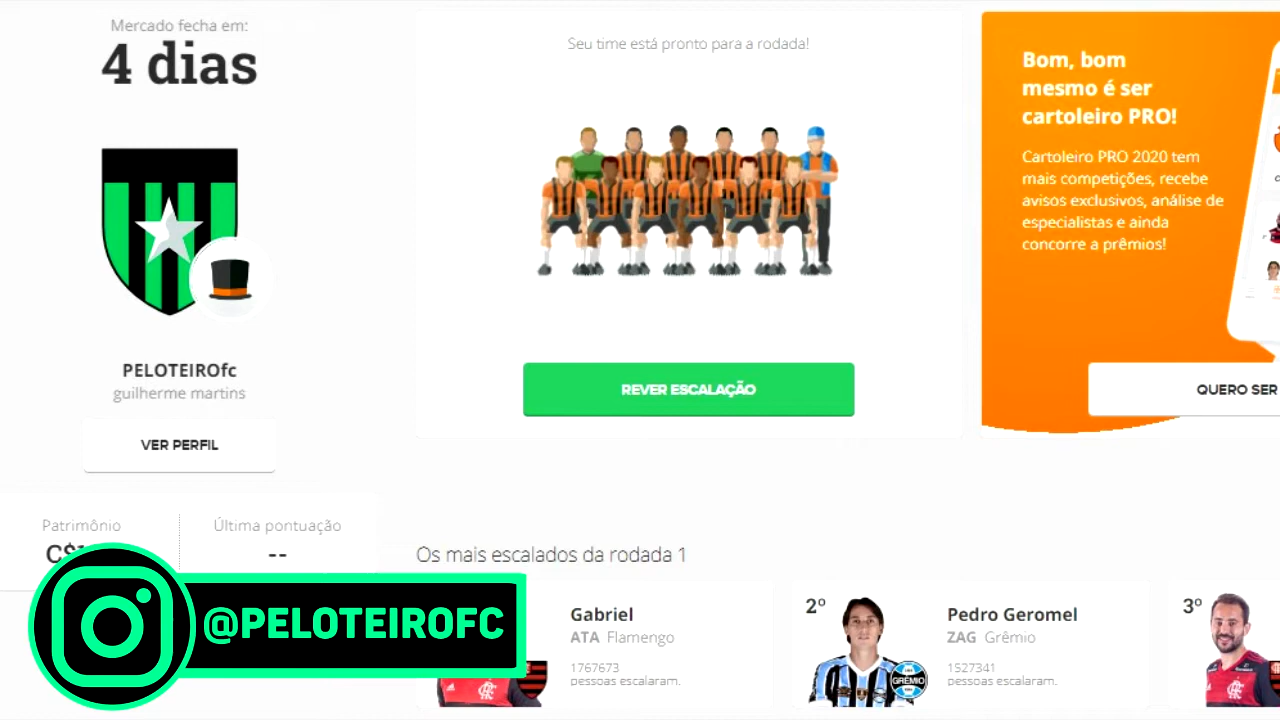 Mercado fecha em:
4 dias
PELOTEIROfc
guilherme martins
VER PERFIL
Patrimônio
Última pontuação
--
Seu time está pronto para a rodada!
REVER ESCALAÇÃO
Bom, bom
mesmo é ser
cartoleiro PRO!
Cartoleiro PRO 2020 tem
mais competições, recebe
avisos exclusivos, análise de
especialistas e ainda
concorre a prêmios!
QUERO SER
Os mais escalados da rodada 1
Gabriel
ATA Flamengo
1767673
pessoas escalaram.
2º
GRÊMIO
Pedro Geromel
ZAG Grêmio
1527341
pessoas escalaram.
3º
@PELOTEIROFC